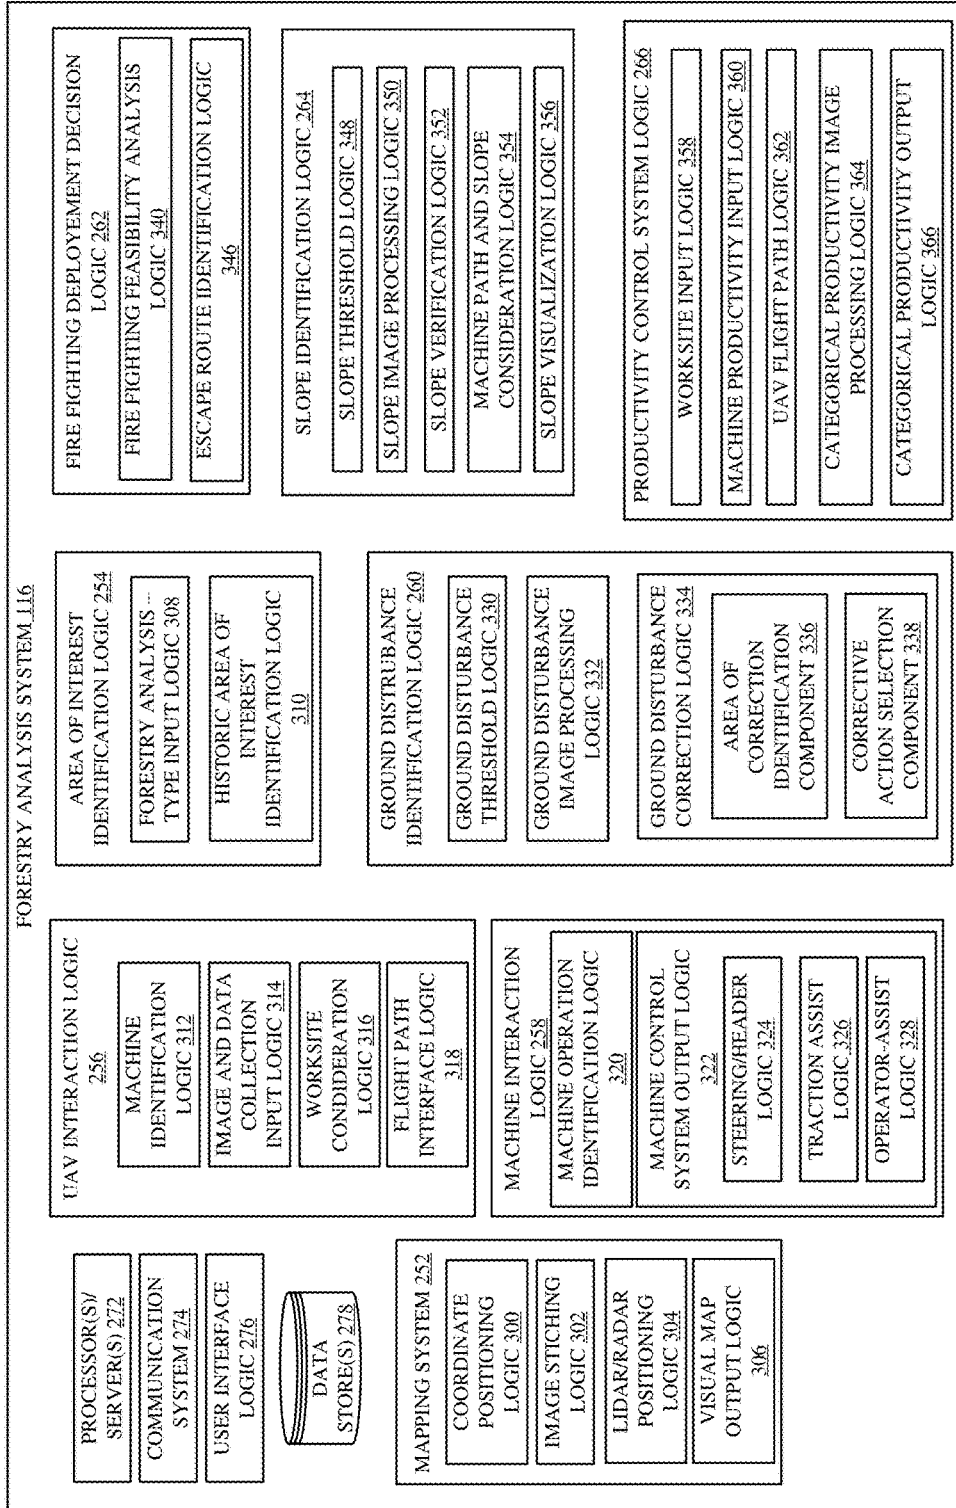 FORESTRY ANALYSIS SYSTEM 116
PROCESSOR(S)/
SERVER(S) 272
COMMUNICATION
SYSTEM 274
USER INTERFACE
LOGIC 276
DATA
STORE(S) 278
MAPPING SYSTEM 252
COORDINATE
POSITIONING
LOGIC 300
IMAGE STICHING
LOGIC 302
LIDAR/RADAR
POSITIONING
LOGIC 304
VISUAL MAP
OUTPUT LOGIC
306
UAV INTERACTION LOGIC
256
MACHINE
IDENTIFICATION
LOGIC 312
IMAGE AND DATA
COLLECTION
INPUT LOGIC 314
WORKSITE
CONDIDERATION
LOGIC 316
FLIGHT PATH
INTERFACE LOGIC
318
MACHINE INTERACTION
LOGIC 258
MACHINE OPERATION
IDENTIFICATION LOGIC
320
MACHINE CONTROL
SYSTEM OUTPUT LOGIC
322
STEERING/HEADER
LOGIC 324
TRACTION ASSIST
LOGIC 326
OPERATOR-ASSIST
LOGIC 328
AREA OF INTEREST
IDENTIFICATION LOGIC 254
FORESTRY ANALYSIS –
TYPE INPUT LOGIC 308
HISTORIC AREA OF
INTEREST
IDENTIFICATION LOGIC
310
GROUND DISTRUBANCE
IDENTIFICATION LOGIC 260
GROUND DISTURBANCE
THRESHOLD LOGIC 330
GROUND DISTURBANCE
IMAGE PROCESSING
LOGIC 332
GROUND DISTURBANCE
CORRECTION LOGIC 334
AREA OF
CORRECTION
IDENTIFICATION
COMPONENT 336
CORRECTIVE
ACTION SELECTION
COMPONENT 338
FIRE FIGHTING DEPLOYEMENT DECISION
LOGIC 262
FIRE FIGHTING FEASIBILITY ANALYSIS
LOGIC 340
ESCAPE ROUTE IDENTIFICATION LOGIC
346
SLOPE IDENTIFICATION LOGIC 264
SLOPE THRESHOLD LOGIC 348
SLOPE IMAGE PROCESSING LOGIC 350
SLOPE VERIFICATION LOGIC 352
MACHINE PATH AND SLOPE
CONSIDERATION LOGIC 354
SLOPE VISUALIZATION LOGIC 356
PRODUCTIVITY CONTROL SYSTEM LOGIC 266
WORKSITE INPUT LOGIC 358
MACHINE PRODUCTIVITY INPUT LOGIC 360
UAV FLIGHT PATH LOGIC 362
CATEGORICAL PRODUCTIVITY IMAGE
PROCESSING LOGIC 364
CATEGORICAL PRODUCTIVITY OUTPUT
LOGIC 366